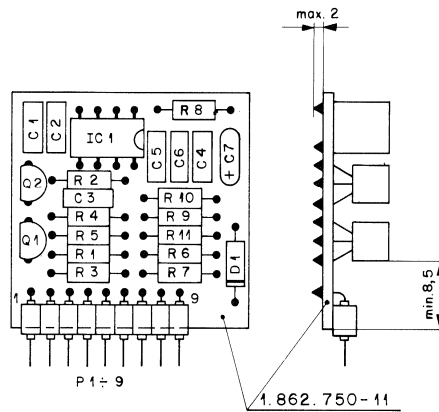 max. 2
C1
C2
IC1
R8
C5
C6
C4
+ C7
Q2
R2
C3
R10
R4
R9
Q1
R5
R11
R1
R6
D1
R3
R7
1
9
min.8,5
P1÷9
1.862.750-11